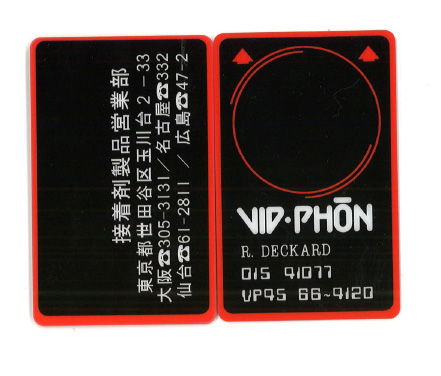 接着剤製品営業部
東京都世田谷区玉川台2-33
大阪☎305-3131/名古屋☎332
仙台☎61-2811 / 広島☎47-2
VID·PHŌN
R. DECKARD
015 91077
VP95 66~9120